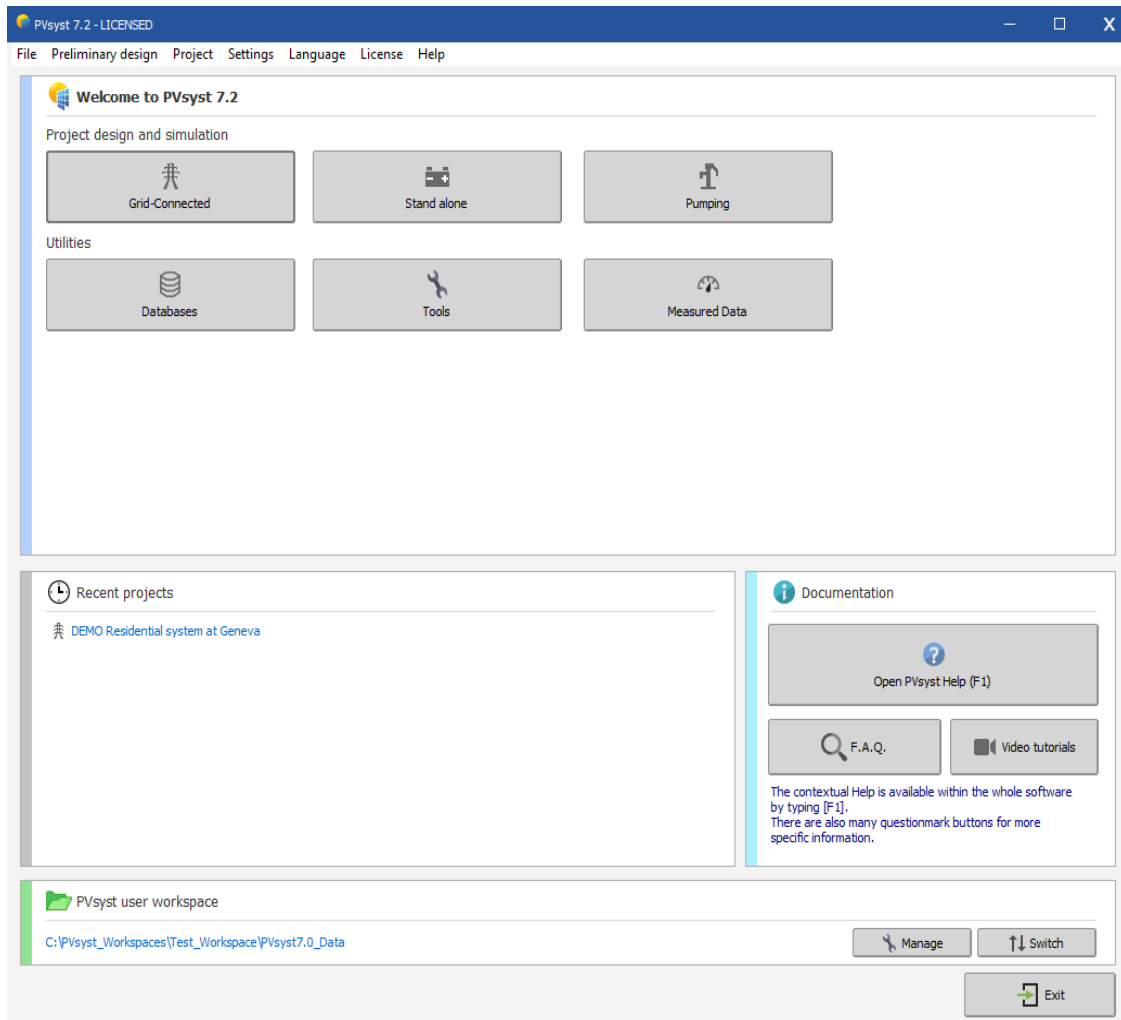 PVsyst 7.2 - LICENSED
File Preliminary design Project Settings Language License Help
Welcome to PVsyst 7.2
Project design and simulation
Grid-Connected
Stand alone
Pumping
Utilities
Databases
Tools
Measured Data
Recent projects
DEMO Residential system at Geneva
Documentation
Open PVsyst Help (F1)
F.A.Q.
Video tutorials
The contextual Help is available within the whole software
by typing [F1].
There are also many questionmark buttons for more
specific information.
PVsyst user workspace
C:\PVsyst_Workspaces\Test_Workspace\PVsyst7.0_Data
Manage
Switch
Exit